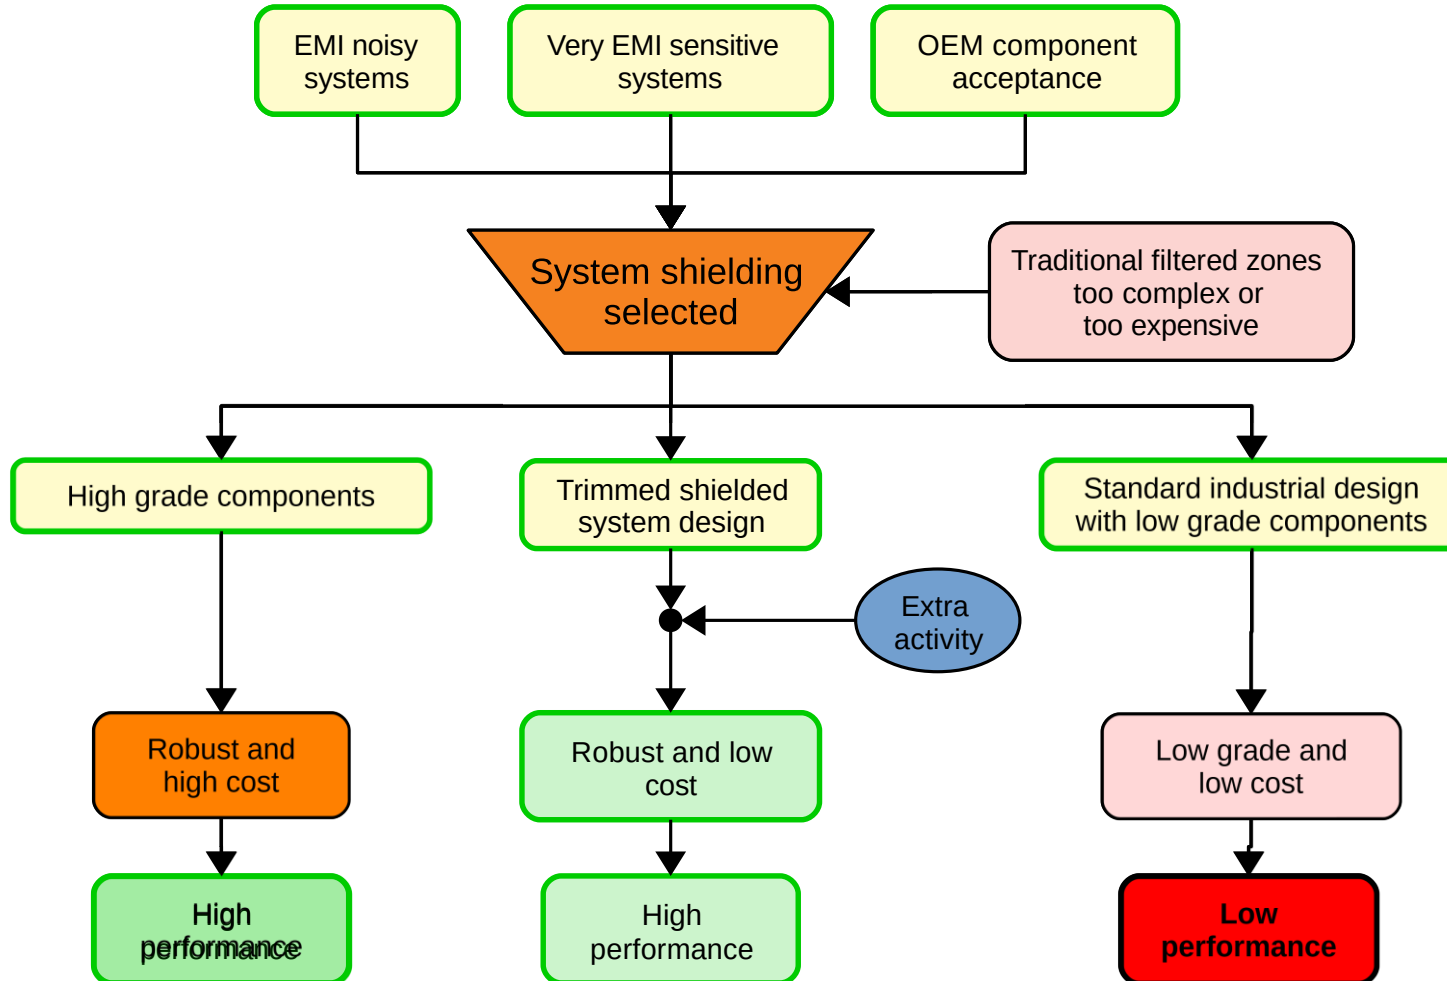 EMI noisy
systems
Very EMI sensitive
systems
OEM component
acceptance
System shielding
selected
Traditional filtered zones
too complex or
too expensive
High grade components
Trimmed shielded
system design
Standard industrial design
with low grade components
Extra
activity
Robust and
high cost
Robust and low
cost
Low grade and
low cost
High
performance
High
performance
Low
performance